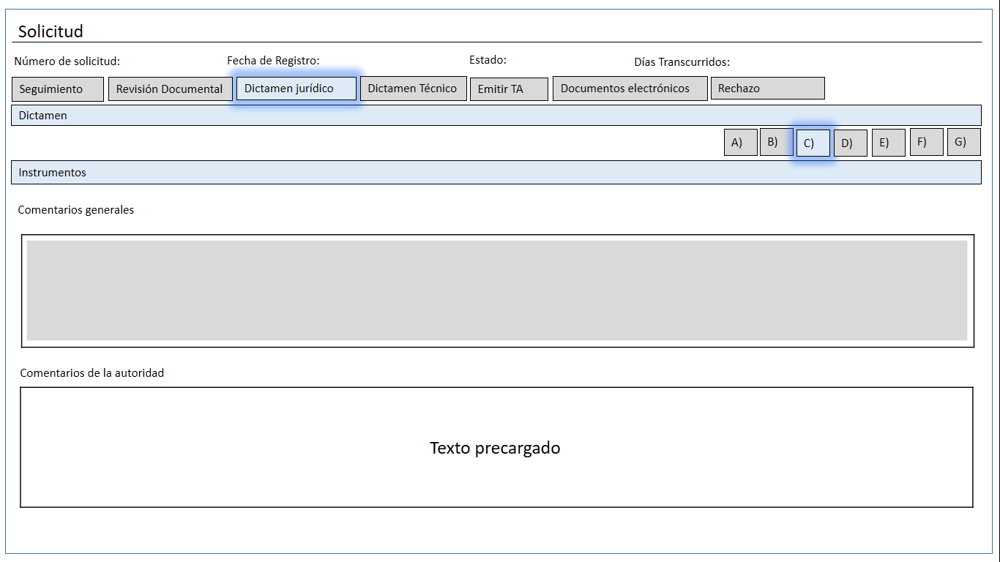 Solicitud
Número de solicitud: Fecha de Registro: Estado: Días Transcurridos:
Seguimiento Revisión Documental Dictamen jurídico Dictamen Técnico Emitir TA Documentos electrónicos Rechazo
Dictamen
A) B) C) D) E) F) G)
Instrumentos
Comentarios generales
Comentarios de la autoridad
Texto precargado